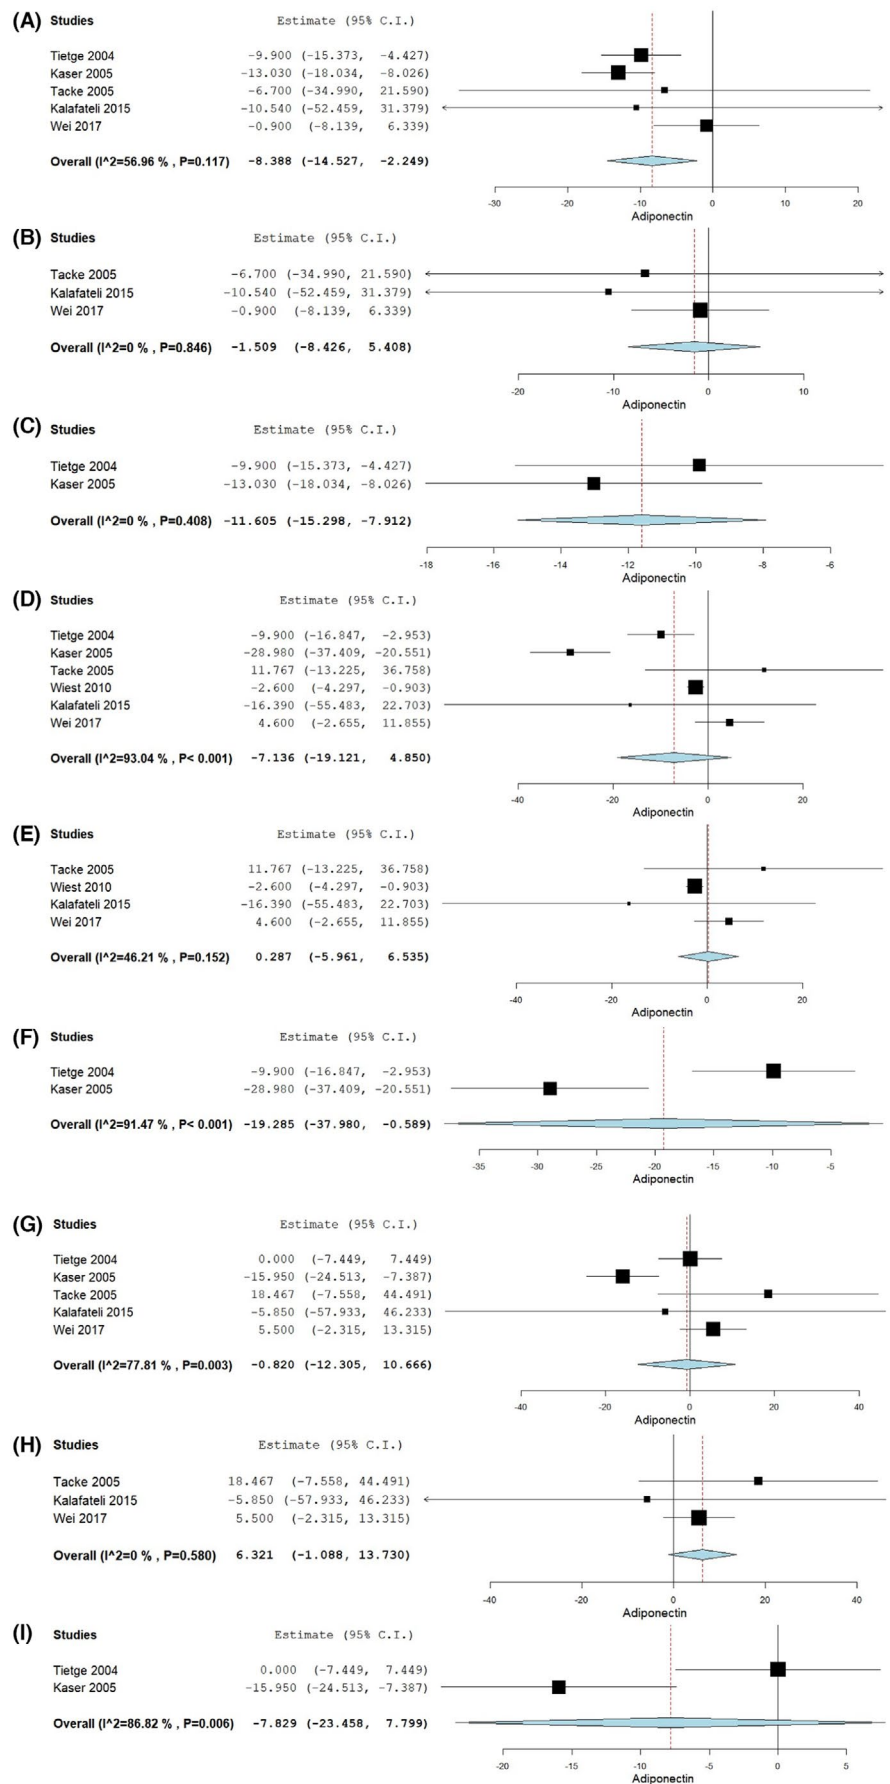 (A) Studies Estimate (95% C.I.)
Tietge 2004 -9.900 (-15.373, -4.427)
Kaser 2005 -13.030 (-18.034, -8.026)
Tacke 2005 -6.700 (-34.990, 21.590)
Kalafateli 2015 -10.540 (-52.459, 31.379)
Wei 2017 -0.900 (-8.139, 6.339)
Overall (I^2=56.96 % , P=0.117) -8.388 (-14.527, -2.249)
-30 -20 -10 0 10 20
Adiponectin
(B) Studies Estimate (95% C.I.)
Tacke 2005 -6.700 (-34.990, 21.590)
Kalafateli 2015 -10.540 (-52.459, 31.379)
Wei 2017 -0.900 (-8.139, 6.339)
Overall (I^2=0 % , P=0.846) -1.509 (-8.426, 5.408)
-20 -10 0 10
Adiponectin
(C) Studies Estimate (95% C.I.)
Tietge 2004 -9.900 (-15.373, -4.427)
Kaser 2005 -13.030 (-18.034, -8.026)
Overall (I^2=0 % , P=0.408) -11.605 (-15.298, -7.912)
-18 -16 -14 -12 -10 -8 -6
Adiponectin
(D) Studies Estimate (95% C.I.)
Tietge 2004 -9.900 (-16.847, -2.953)
Kaser 2005 -28.980 (-37.409, -20.551)
Tacke 2005 11.767 (-13.225, 36.758)
Wiest 2010 -2.600 (-4.297, -0.903)
Kalafateli 2015 -16.390 (-55.483, 22.703)
Wei 2017 4.600 (-2.655, 11.855)
Overall (I^2=93.04 % , P< 0.001) -7.136 (-19.121, 4.850)
-40 -20 0 20
Adiponectin
(E) Studies Estimate (95% C.I.)
Tacke 2005 11.767 (-13.225, 36.758)
Wiest 2010 -2.600 (-4.297, -0.903)
Kalafateli 2015 -16.390 (-55.483, 22.703)
Wei 2017 4.600 (-2.655, 11.855)
Overall (I^2=46.21 % , P=0.152) 0.287 (-5.961, 6.535)
-40 -20 0 20
Adiponectin
(F) Studies Estimate (95% C.I.)
Tietge 2004 -9.900 (-16.847, -2.953)
Kaser 2005 -28.980 (-37.409, -20.551)
Overall (I^2=91.47 % , P< 0.001) -19.285 (-37.980, -0.589)
-35 -30 -25 -20 -15 -10 -5
Adiponectin
(G) Studies Estimate (95% C.I.)
Tietge 2004 0.000 (-7.449, 7.449)
Kaser 2005 -15.950 (-24.513, -7.387)
Tacke 2005 18.467 (-7.558, 44.491)
Kalafateli 2015 -5.850 (-57.933, 46.233)
Wei 2017 5.500 (-2.315, 13.315)
Overall (I^2=77.81 % , P=0.003) -0.820 (-12.305, 10.666)
-40 -20 0 20 40
Adiponectin
(H) Studies Estimate (95% C.I.)
Tacke 2005 18.467 (-7.558, 44.491)
Kalafateli 2015 -5.850 (-57.933, 46.233)
Wei 2017 5.500 (-2.315, 13.315)
Overall (I^2=0 % , P=0.580) 6.321 (-1.088, 13.730)
-40 -20 0 20 40
Adiponectin
(I) Studies Estimate (95% C.I.)
Tietge 2004 0.000 (-7.449, 7.449)
Kaser 2005 -15.950 (-24.513, -7.387)
Overall (I^2=86.82 % , P=0.006) -7.829 (-23.458, 7.799)
-20 -15 -10 -5 0 5
Adiponectin